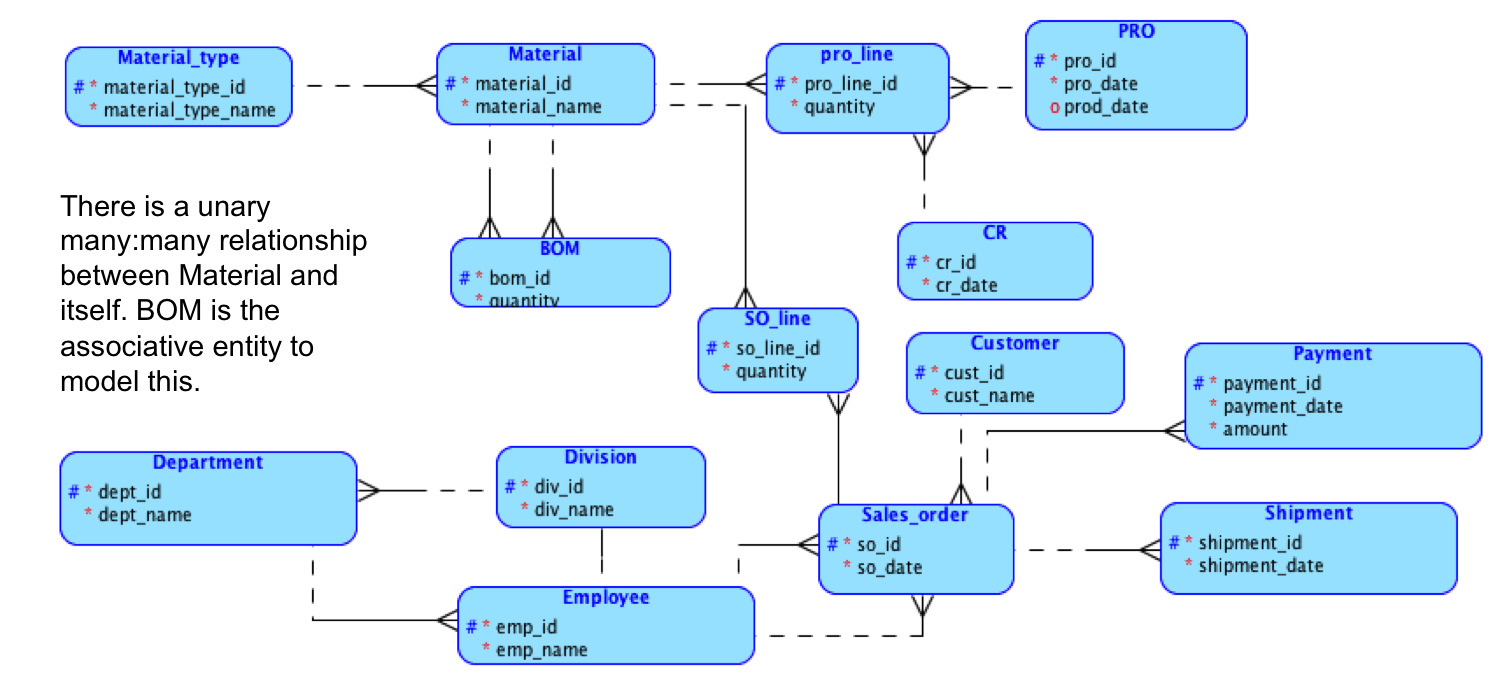 Material_type
# * material_type_id
* material_type_name
Material
# * material_id
* material_name
pro_line
# * pro_line_id
* quantity
PRO
# * pro_id
* pro_date
o prod_date
There is a unary
many:many relationship
between Material and
itself. BOM is the
associative entity to
model this.
BOM
# * bom_id
* quantity
CR
# * cr_id
* cr_date
SO_line
# * so_line_id
* quantity
Customer
# * cust_id
* cust_name
Payment
# * payment_id
* payment_date
* amount
Department
# * dept_id
* dept_name
Division
# * div_id
* div_name
Sales_order
# * so_id
* so_date
Shipment
# * shipment_id
* shipment_date
Employee
# * emp_id
* emp_name